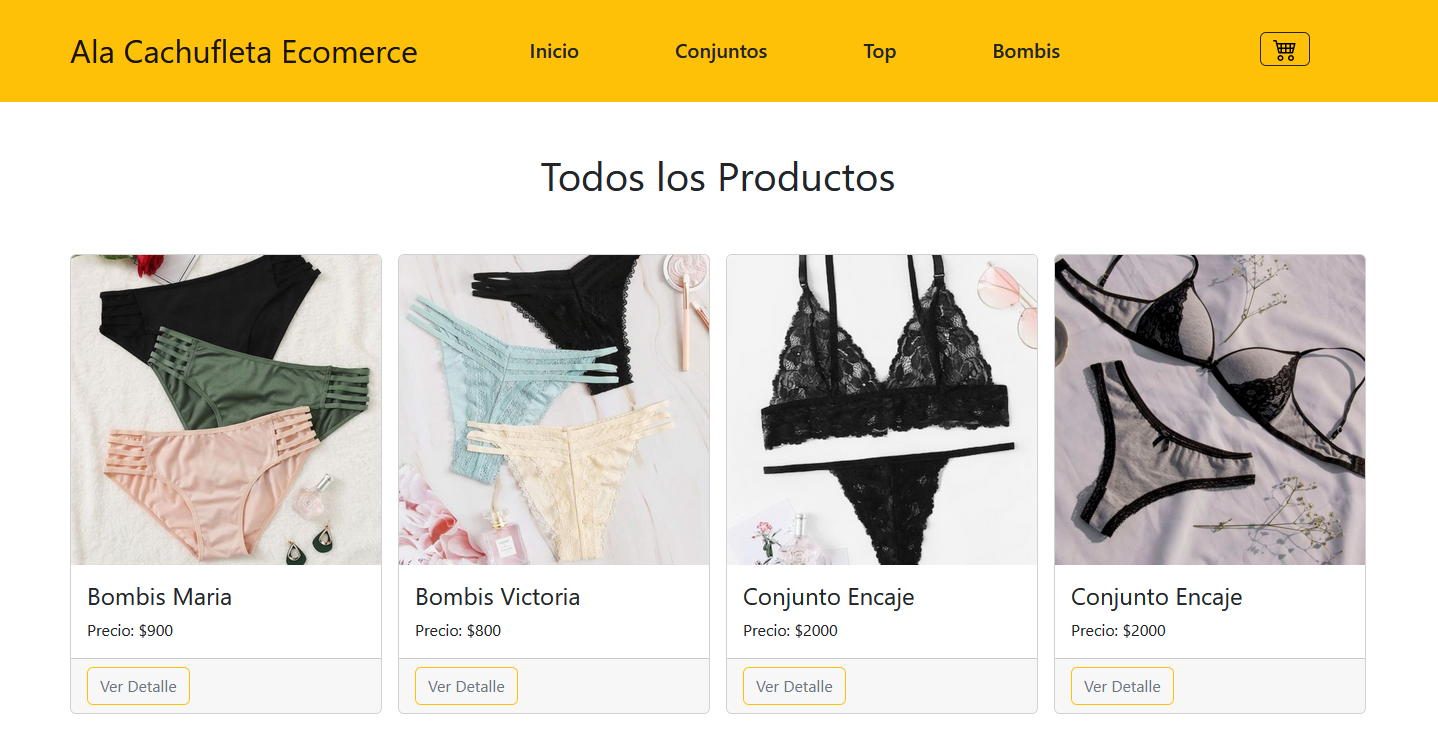 Ala Cachufleta Ecomerce
Inicio
Conjuntos
Top
Bombis
Todos los Productos
Bombis Maria
Precio: $900
Ver Detalle
Bombis Victoria
Precio: $800
Ver Detalle
Conjunto Encaje
Precio: $2000
Ver Detalle
Conjunto Encaje
Precio: $2000
Ver Detalle